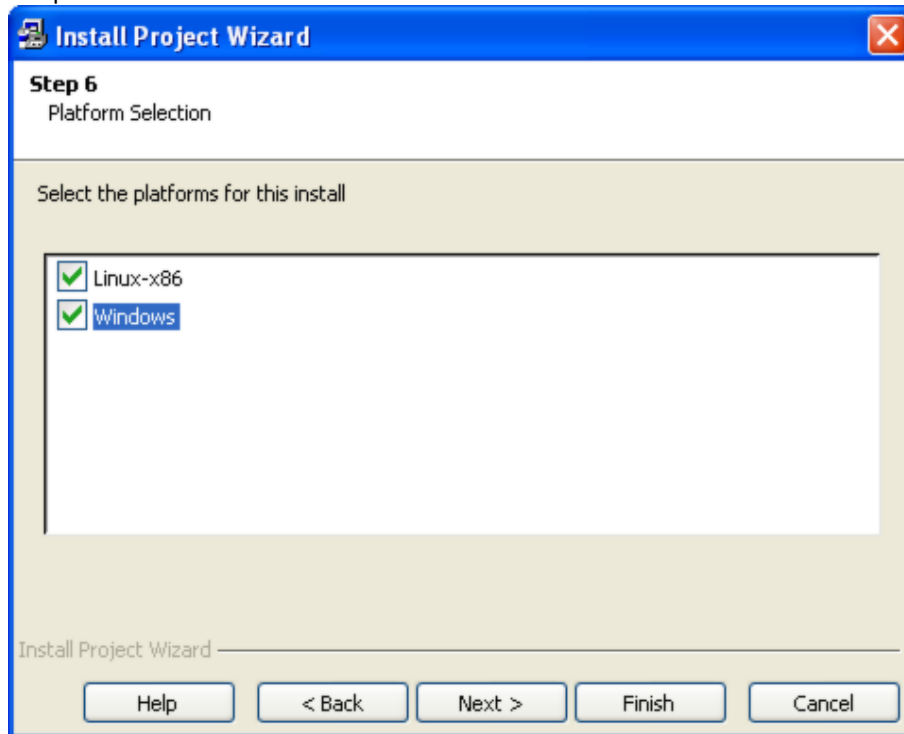 Install Project Wizard
Step 6
Platform Selection
Select the platforms for this install
Linux-x86
Windows
Install Project Wizard
Help < Back Next > Finish Cancel